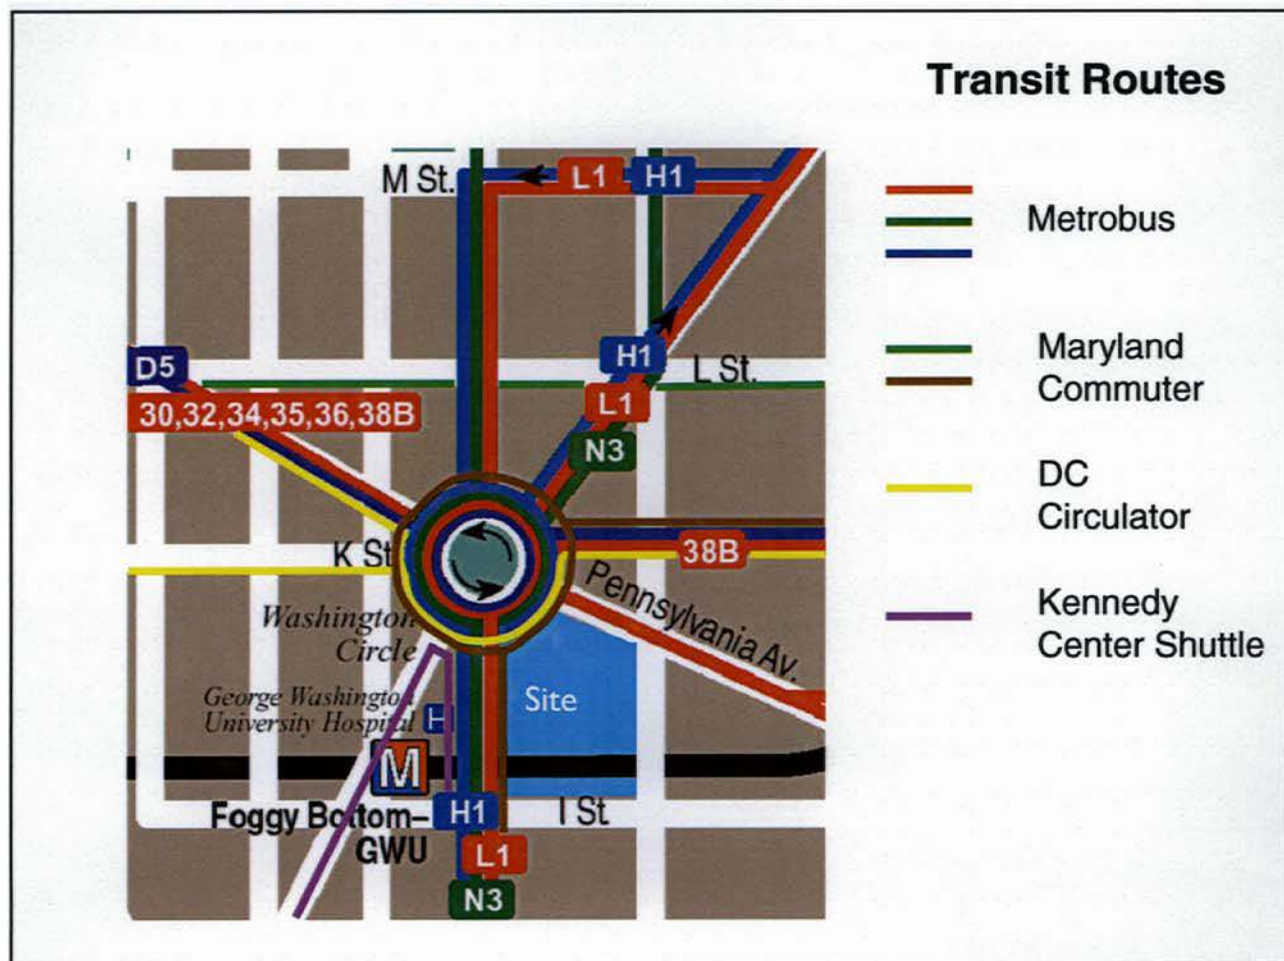 Transit Routes
M St.
L1
H1
Metrobus
D5
H1
L St.
Maryland
Commuter
30,32,34,35,36,38B
L1
N3
DC
Circulator
K St
38B
Pennsylvania Av.
Washington
Circle
Kennedy
Center Shuttle
George Washington
University Hospital
H
Site
M
Foggy Bottom–
GWU
H1
I St
L1
N3